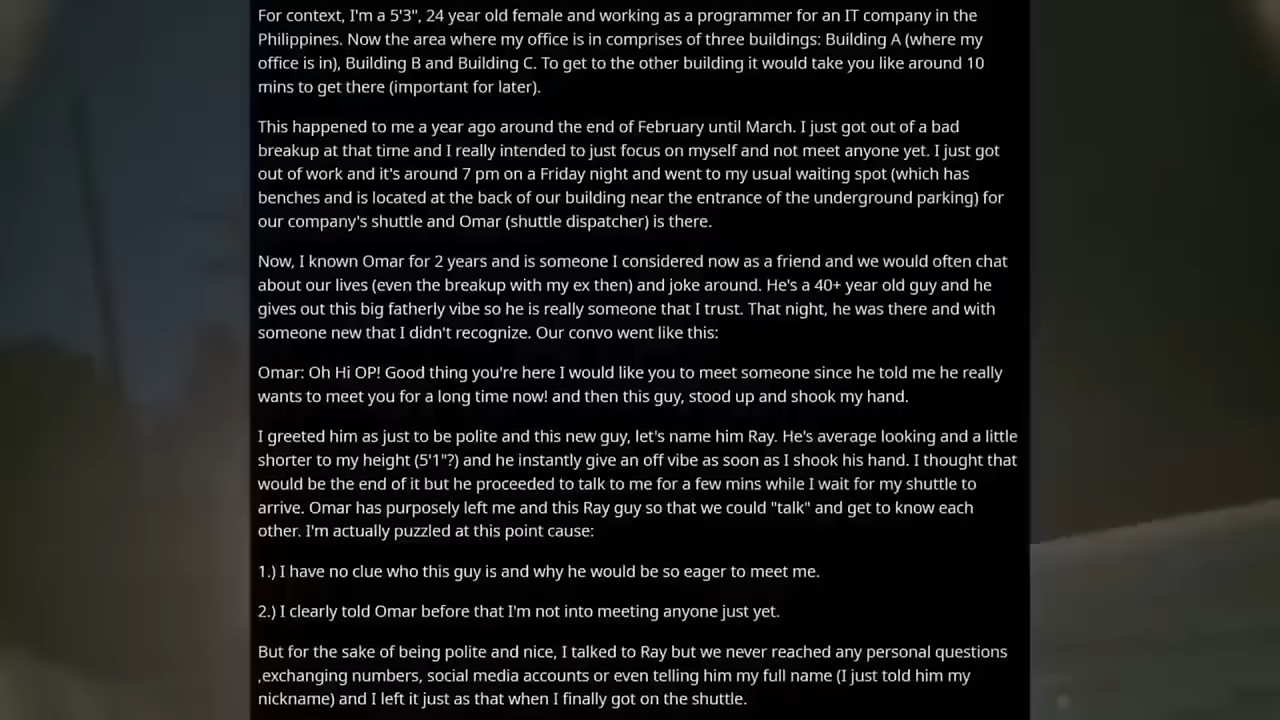 For context, I'm a 5'3", 24 year old female and working as a programmer for an IT company in the
Philippines. Now the area where my office is in comprises of three buildings: Building A (where my
office is in), Building B and Building C. To get to the other building it would take you like around 10
mins to get there (important for later).
This happened to me a year ago around the end of February until March. I just got out of a bad
breakup at that time and I really intended to just focus on myself and not meet anyone yet. I just got
out of work and it's around 7 pm on a Friday night and went to my usual waiting spot (which has
benches and is located at the back of our building near the entrance of the underground parking) for
our company's shuttle and Omar (shuttle dispatcher) is there.
Now, I known Omar for 2 years and is someone I considered now as a friend and we would often chat
about our lives (even the breakup with my ex then) and joke around. He's a 40+ year old guy and he
gives out this big fatherly vibe so he is really someone that I trust. That night, he was there and with
someone new that I didn't recognize. Our convo went like this:
Omar: Oh Hi OP! Good thing you're here I would like you to meet someone since he told me he really
wants to meet you for a long time now! and then this guy, stood up and shook my hand.
I greeted him as just to be polite and this new guy, let's name him Ray. He's average looking and a little
shorter to my height (5'1"?) and he instantly give an off vibe as soon as I shook his hand. I thought that
would be the end of it but he proceeded to talk to me for a few mins while I wait for my shuttle to
arrive. Omar has purposely left me and this Ray guy so that we could "talk" and get to know each
other. I'm actually puzzled at this point cause:
1.) I have no clue who this guy is and why he would be so eager to meet me.
2.) I clearly told Omar before that I'm not into meeting anyone just yet.
But for the sake of being polite and nice, I talked to Ray but we never reached any personal questions
,exchanging numbers, social media accounts or even telling him my full name (I just told him my
nickname) and I left it just as that when I finally got on the shuttle.